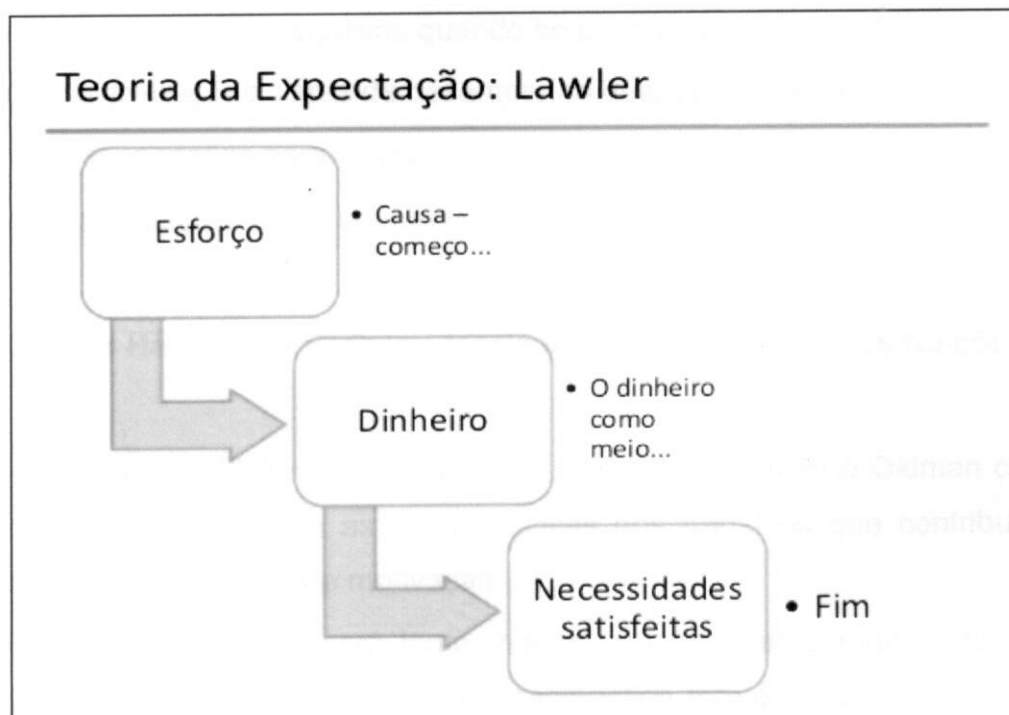 Teoria da Expectação: Lawler
Esforço
• Causa –
começo...
Dinheiro
• O dinheiro
como
meio...
Necessidades
satisfeitas
• Fim